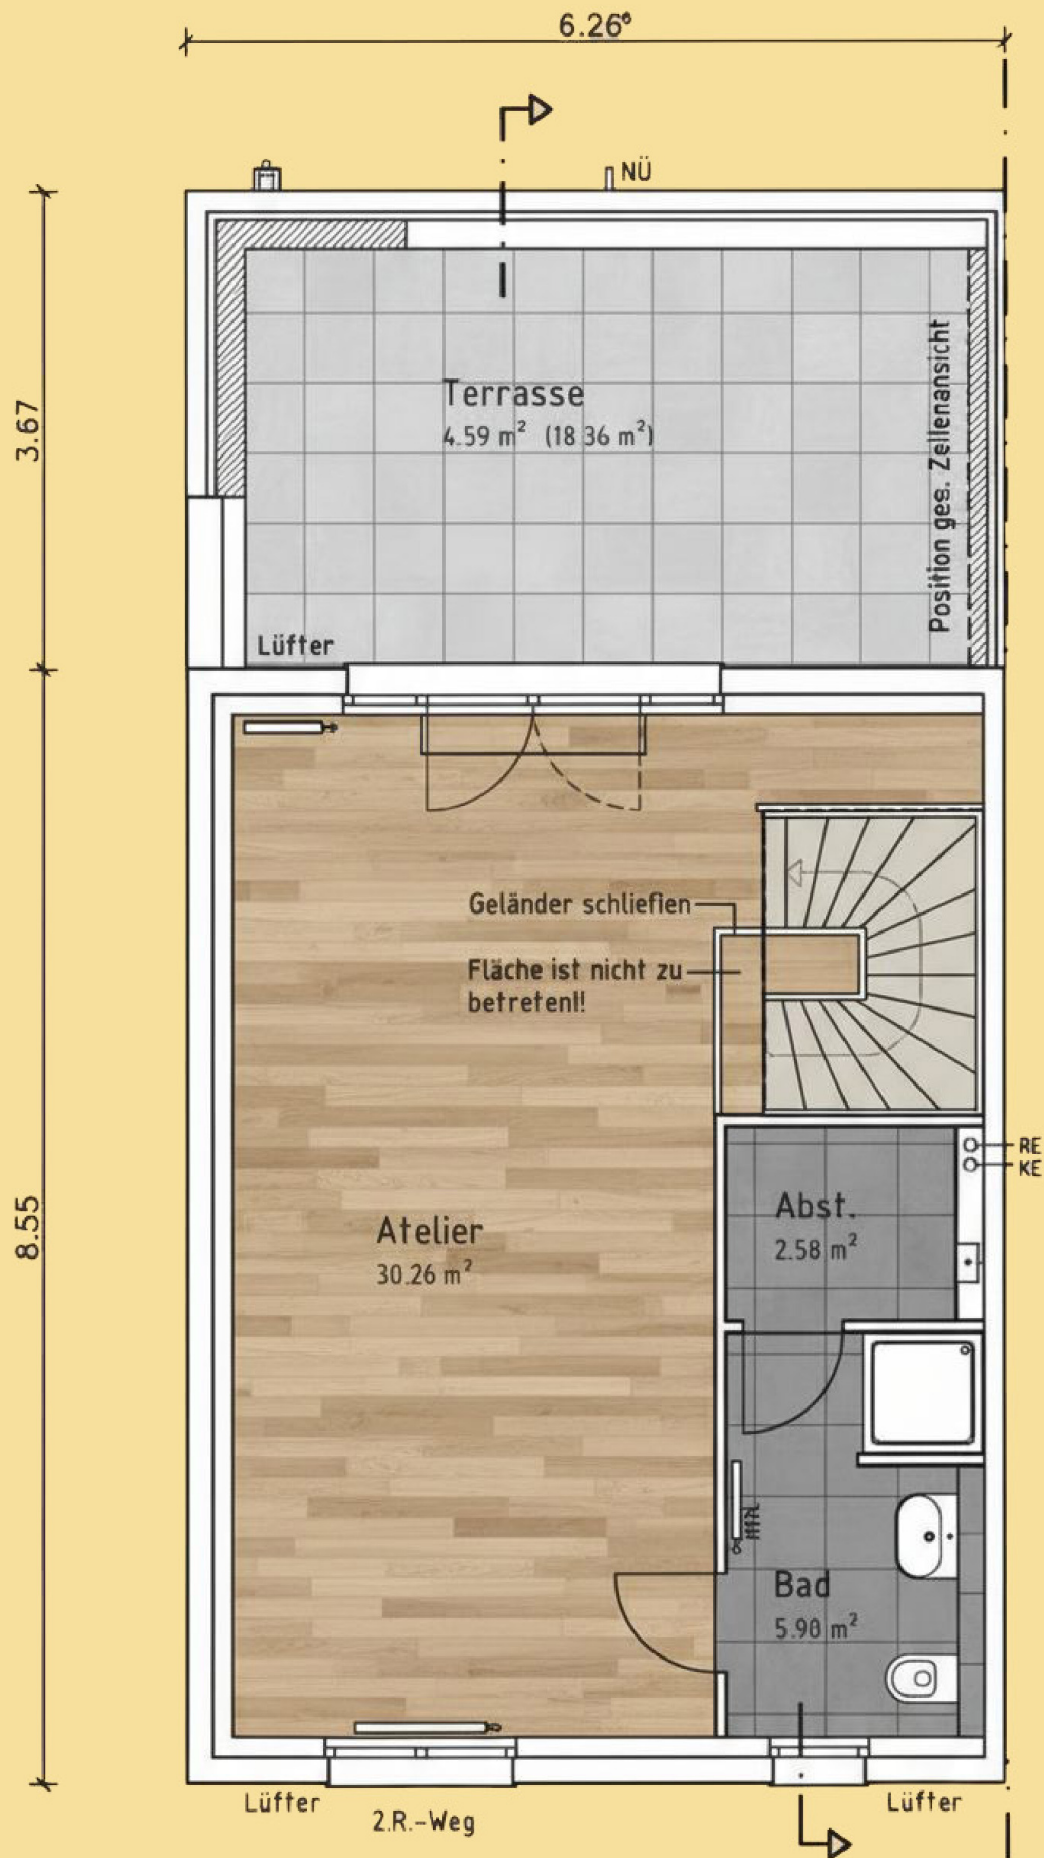 6.26⁶
NÜ
3.67
Terrasse
4.59 m² (18.36 m²)
Position ges. Zellenansicht
Lüfter
Geländer schließen
Fläche ist nicht zu
betreten!!
8.55
RE
KE
Abst.
2.58 m²
Atelier
30.26 m²
Bad
5.90 m²
Lüfter
2.R.-Weg
Lüfter